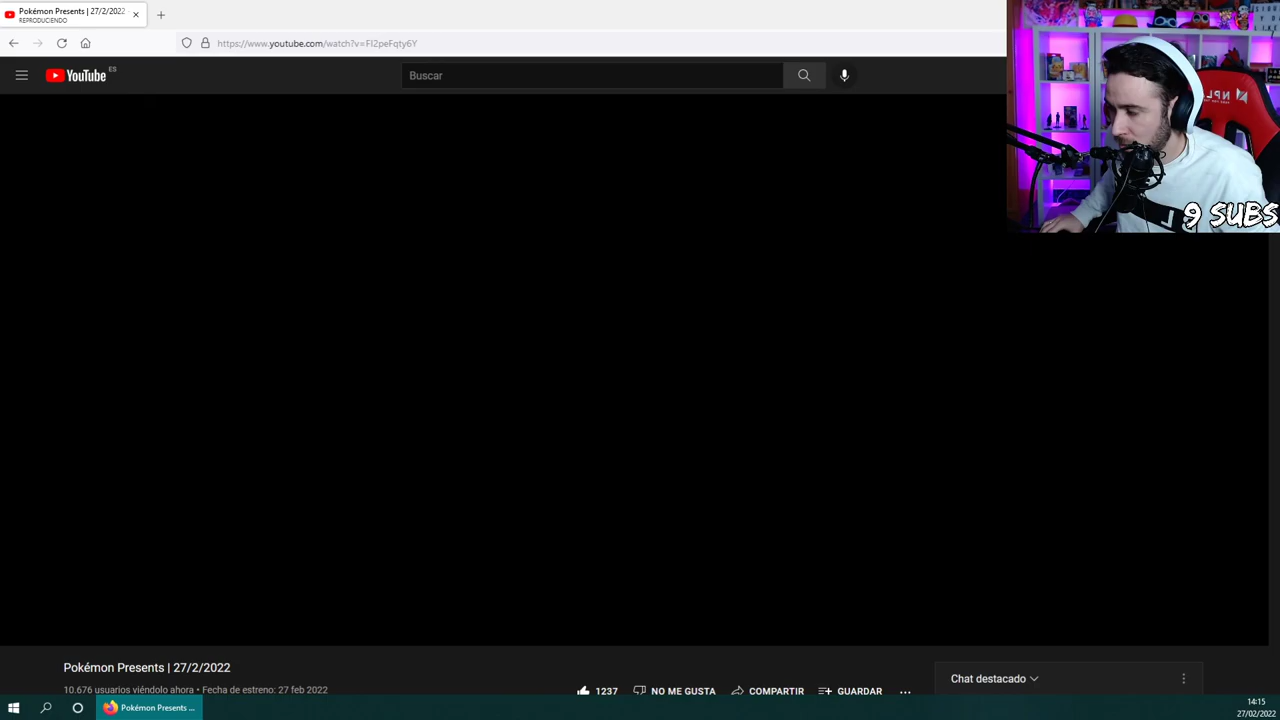 Pokémon Presents | 27/2/2022
REPRODUCIENDO
https://www.youtube.com/watch?v=FI2peFqty6Y
YouTube ES
Buscar
NPL
9 SUBS
Pokémon Presents | 27/2/2022
10.676 usuarios viéndolo ahora • Fecha de estreno: 27 feb 2022
1237
NO ME GUSTA
COMPARTIR
GUARDAR
Chat destacado
Pokémon Presents ...
14:15
27/02/2022